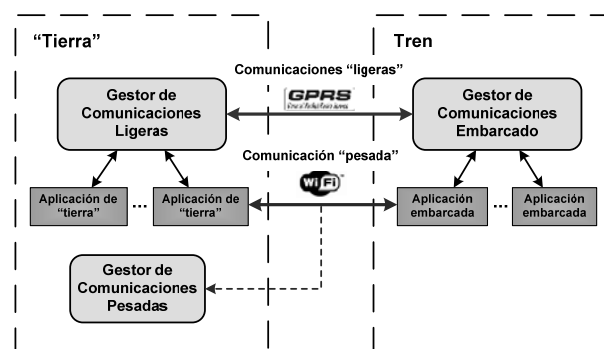 “Tierra”
Tren
Comunicaciones “ligeras”
GPRS
Gestor de
Comunicaciones
Ligeras
Gestor de
Comunicaciones
Embarcado
Comunicación “pesada”
WiFi
Aplicación de
“tierra”
...
Aplicación de
“tierra”
Aplicación
embarcada
...
Aplicación
embarcada
Gestor de
Comunicaciones
Pesadas